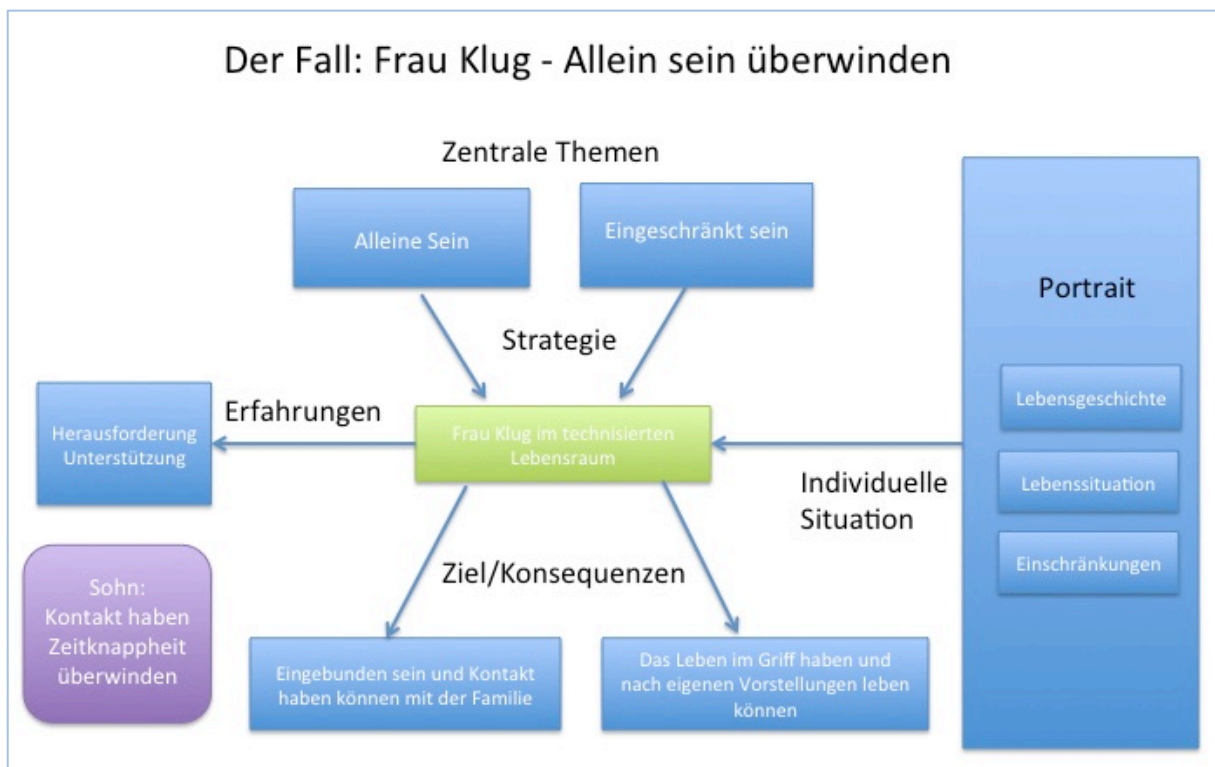 Der Fall: Frau Klug - Allein sein überwinden
Zentrale Themen
Alleine Sein
Eingeschränkt sein
Strategie
Portrait
Lebensgeschichte
Lebenssituation
Einschränkungen
Individuelle
Situation
Frau Klug im technisierten
Lebensraum
Erfahrungen
Herausforderung
Unterstützung
Ziel/Konsequenzen
Sohn:
Kontakt haben
Zeitknappheit
überwinden
Eingebunden sein und Kontakt
haben können mit der Familie
Das Leben im Griff haben und
nach eigenen Vorstellungen leben
können